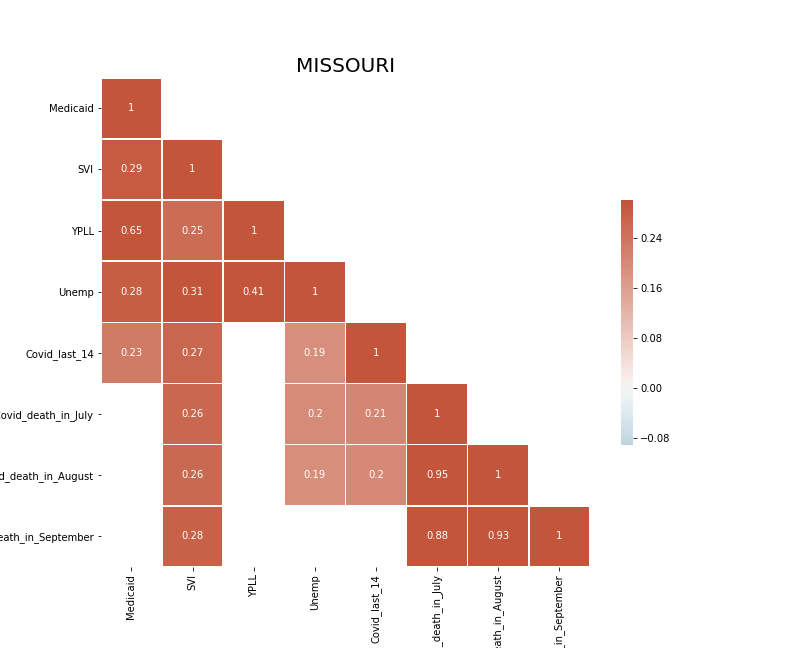 MISSOURI
Medicaid
1
SVI
0.29 1
YPLL
0.65 0.25 1
0.24
Unemp
0.28 0.31 0.41 1
0.16
0.08
Covid_last_14
0.23 0.27 0.19 1
0.00
Covid_death_in_July
0.26 0.2 0.21 1
−0.08
d_death_in_August
0.26 0.19 0.2 0.95 1
eath_in_September
0.28 0.88 0.93 1
Medicaid
SVI
YPLL
Unemp
Covid_last_14
_death_in_July
eath_in_August
_in_September